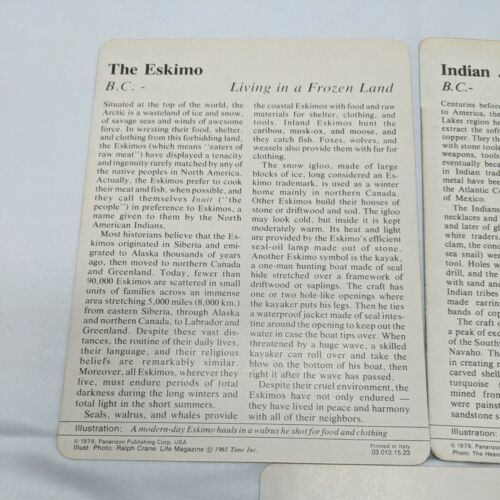 The Eskimo
B.C. - Living in a Frozen Land
Situated at the top of the world, the
Arctic is a wasteland of ice and snow,
of savage seas and winds of awesome
force. In wresting their food, shelter,
and clothing from this forbidding land,
the Eskimos (which means "eaters of
raw meat") have displayed a tenacity
and ingenuity rarely matched by any of
the native peoples in North America.
Actually, the Eskimos prefer to cook
their meat and fish, when possible, and
they call themselves Inuit ("the
people") in preference to Eskimos, a
name given to them by the North
American Indians.
Most historians believe that the Es-
kimos originated in Siberia and emi-
grated to Alaska thousands of years
ago, then moved to northern Canada
and Greenland. Today, fewer than
90,000 Eskimos are scattered in small
units of families across an immense
area stretching 5,000 miles (8,000 km.)
from eastern Siberia, through Alaska
and northern Canada, to Labrador and
Greenland. Despite these vast dis-
tances, the routine of their daily lives,
their language, and their religious
beliefs are remarkably similar.
Moreover, all Eskimos, wherever they
live, must endure periods of total
darkness during the long winters and
total light in the short summers.
Seals, walrus, and whales provide
the coastal Eskimos with food and raw
materials for shelter, clothing, and
tools. Inland Eskimos hunt the
caribou, musk-ox, and moose, and
they catch fish. Foxes, wolves, and
weasels also provide them with fur for
clothing.
The snow igloo, made of large
blocks of ice, long considered an Es-
kimo trademark, is used as a winter
home mainly in northern Canada.
Other Eskimos build their houses of
stone or driftwood and sod. The igloo
may look cold, but inside it is kept
moderately warm. Its heat and light
are provided by the Eskimo's efficient
seal-oil lamp made out of stone.
Another Eskimo symbol is the kayak,
a one-man hunting boat made of seal
hide stretched over a framework of
driftwood or saplings. The craft has
one or two hole-like openings where
the kayaker puts his legs. Then he ties
a waterproof jacket made of seal intes-
tine around the opening to keep out the
water in case the boat tips over. When
threatened by a huge wave, a skilled
kayaker can roll over and take the
blow on the bottom of his boat, then
right it after the wave has passed.
Despite their cruel environment, the
Eskimos have not only endured —
they have lived in peace and harmony
with all of their neighbors.
Illustration: A modern-day Eskimo hauls in a walrus he shot for food and clothing
© 1979, Panarizon Publishing Corp. USA
Printed in Italy
Illust: Photo: Ralph Crane. Life Magazine © 1965 Time Inc.
03 012 15 23
Indian
B.C.-
Centuries before
to America, the
Lakes region
extract the
copper. They
with stone tools
weapons, tools
eventually
in Indian trad
metal have been
the Atlantic
of Mexico.
The Indians
necklaces and
and later of
white traders.
clam, the
sea snail) were
tool. Holes
drill, and the
with sand and
Indian tribes
made
bands of
The craft
a peak of
of the South
Navaho. The
in creating
carved
turquoise
mined from
were
sandstone
Illustration:
© 1979,
Photo: The